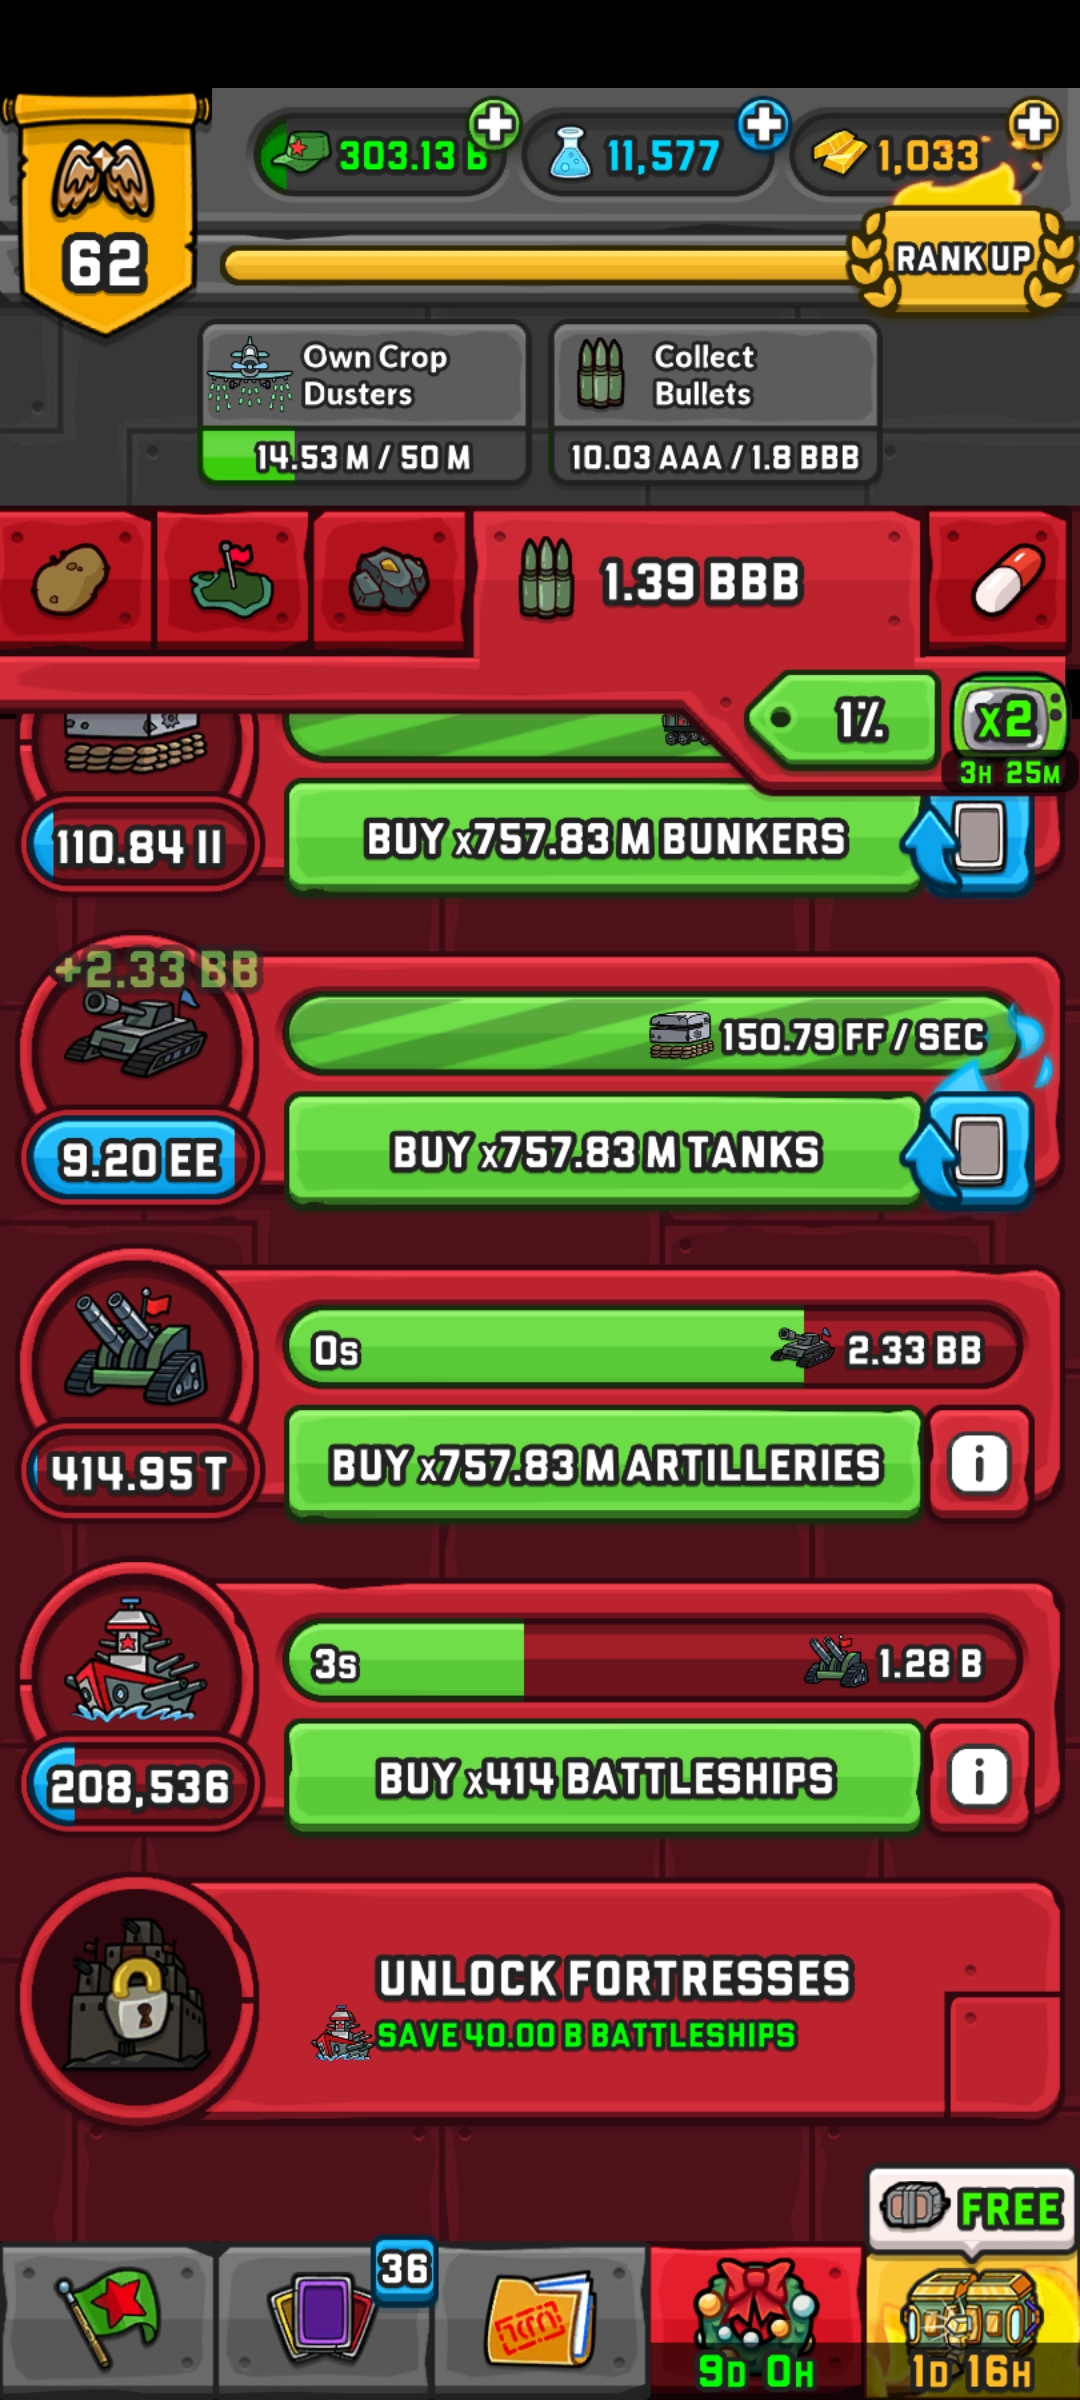 303.13 B
11,577
1,033
62
RANK UP
Own Crop
Dusters
14.53 M / 50 M
Collect
Bullets
10.03 AAA / 1.8 BBB
1.39 BBB
1%
x2
3H 25M
110.84 II
BUY x757.83 M BUNKERS
+2.33 BB
150.79 FF / SEC
9.20 EE
BUY x757.83 M TANKS
0s
2.33 BB
414.95 T
BUY x757.83 M ARTILLERIES
i
3s
1.28 B
208,536
BUY x414 BATTLESHIPS
i
UNLOCK FORTRESSES
SAVE 40.00 B BATTLESHIPS
FREE
36
9D 0H
1D 16H